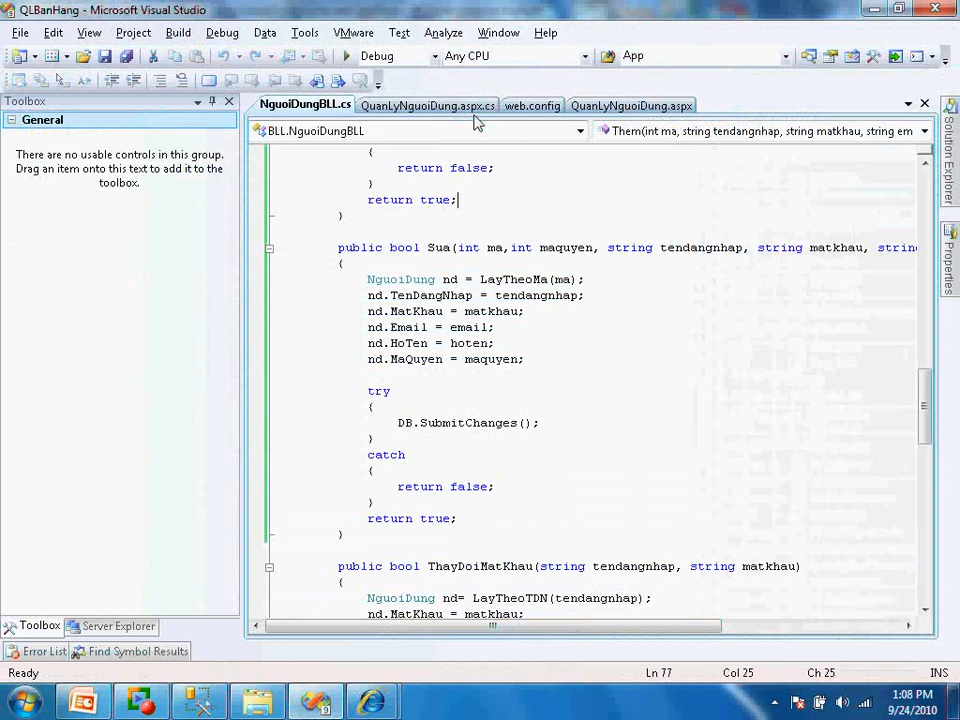 QLBanHang - Microsoft Visual Studio
File Edit View Project Build Debug Data Tools VMware Test Analyze Window Help
Debug Any CPU App
Toolbox
General
There are no usable controls in this group. Drag an item onto this text to add it to the toolbox.
NguoiDungBLL.cs QuanLyNguoiDung.aspx.cs web.config QuanLyNguoiDung.aspx
BLL.NguoiDungBLL Them(int ma, string tendangnhap, string matkhau, string em
{
return false;
}
return true;
}
public bool Sua(int ma,int maquyen, string tendangnhap, string matkhau, strin
{
NguoiDung nd = LayTheoMa(ma);
nd.TenDangNhap = tendangnhap;
nd.MatKhau = matkhau;
nd.Email = email;
nd.HoTen = hoten;
nd.MaQuyen = maquyen;
try
{
DB.SubmitChanges();
}
catch
{
return false;
}
return true;
}
public bool ThayDoiMatKhau(string tendangnhap, string matkhau)
{
NguoiDung nd= LayTheoTDN(tendangnhap);
nd.MatKhau = matkhau;
Solution Explorer
Properties
Toolbox Server Explorer
Error List Find Symbol Results
Ready Ln 77 Col 25 Ch 25 INS
1:08 PM
9/24/2010